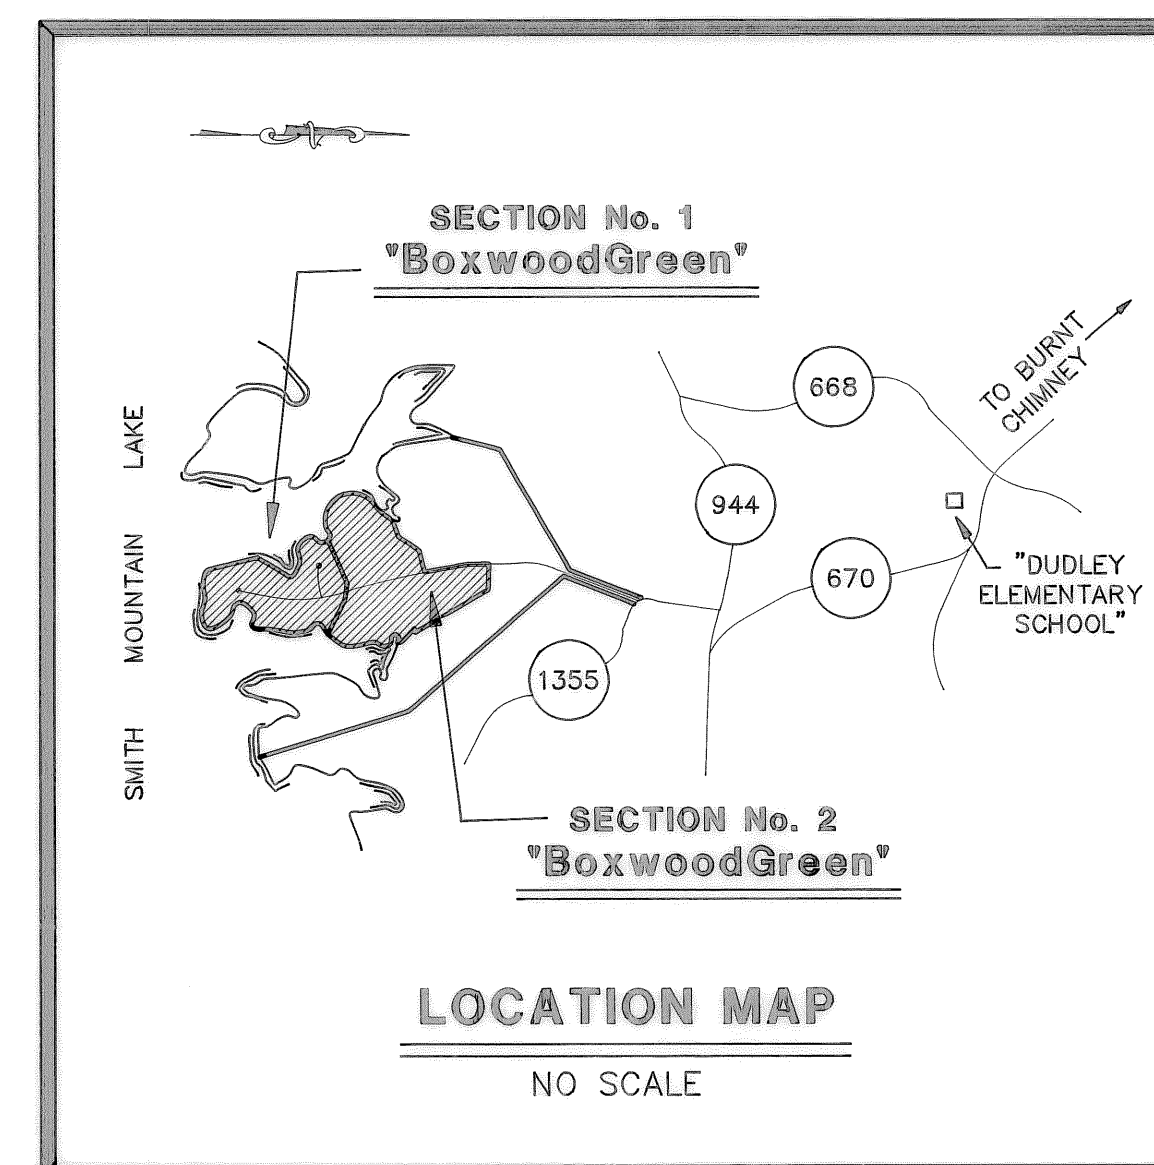 SECTION No. 1
"BoxwoodGreen"
TO BURNT
CHIMNEY
668
SMITH MOUNTAIN LAKE
944
670
"DUDLEY
ELEMENTARY
SCHOOL"
1355
SECTION No. 2
"BoxwoodGreen"
LOCATION MAP
NO SCALE